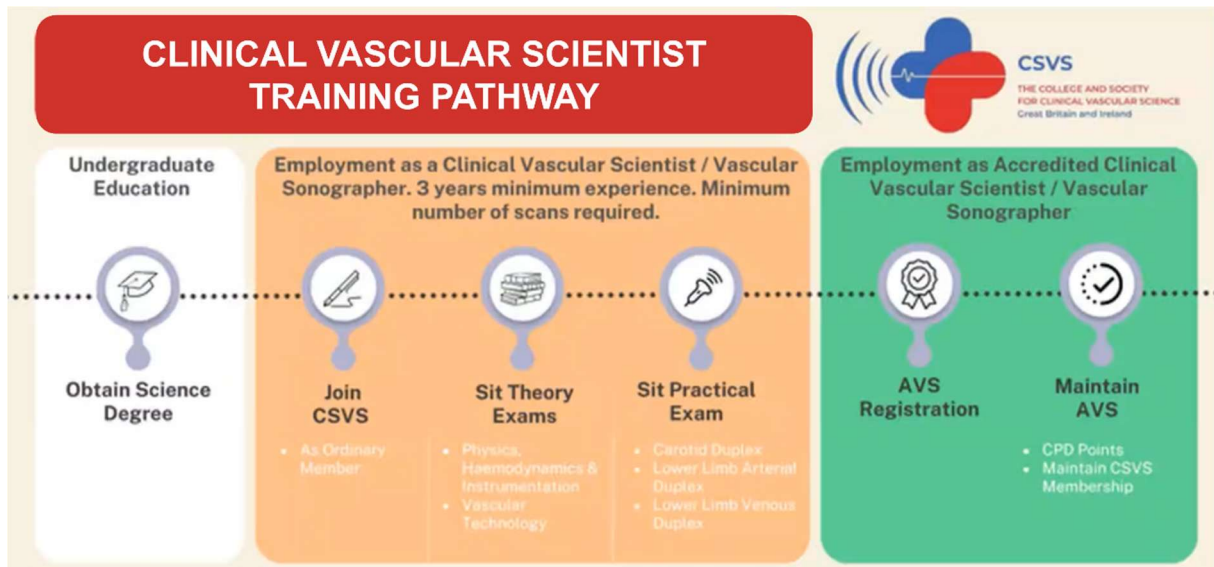 CLINICAL VASCULAR SCIENTIST
TRAINING PATHWAY
CSVS
THE COLLEGE AND SOCIETY
FOR CLINICAL VASCULAR SCIENCE
Great Britain and Ireland
Undergraduate
Education
Obtain Science
Degree
Employment as a Clinical Vascular Scientist / Vascular
Sonographer. 3 years minimum experience. Minimum
number of scans required.
Join
CSVS
• As Ordinary
Member
Sit Theory
Exams
• Physics,
Haemodynamics &
Instrumentation
• Vascular
Technology
Sit Practical
Exam
• Carotid Duplex
• Lower Limb Arterial
Duplex
• Lower Limb Venous
Duplex
Employment as Accredited Clinical
Vascular Scientist / Vascular
Sonographer
AVS
Registration
Maintain
AVS
• CPD Points
• Maintain CSVS
Membership